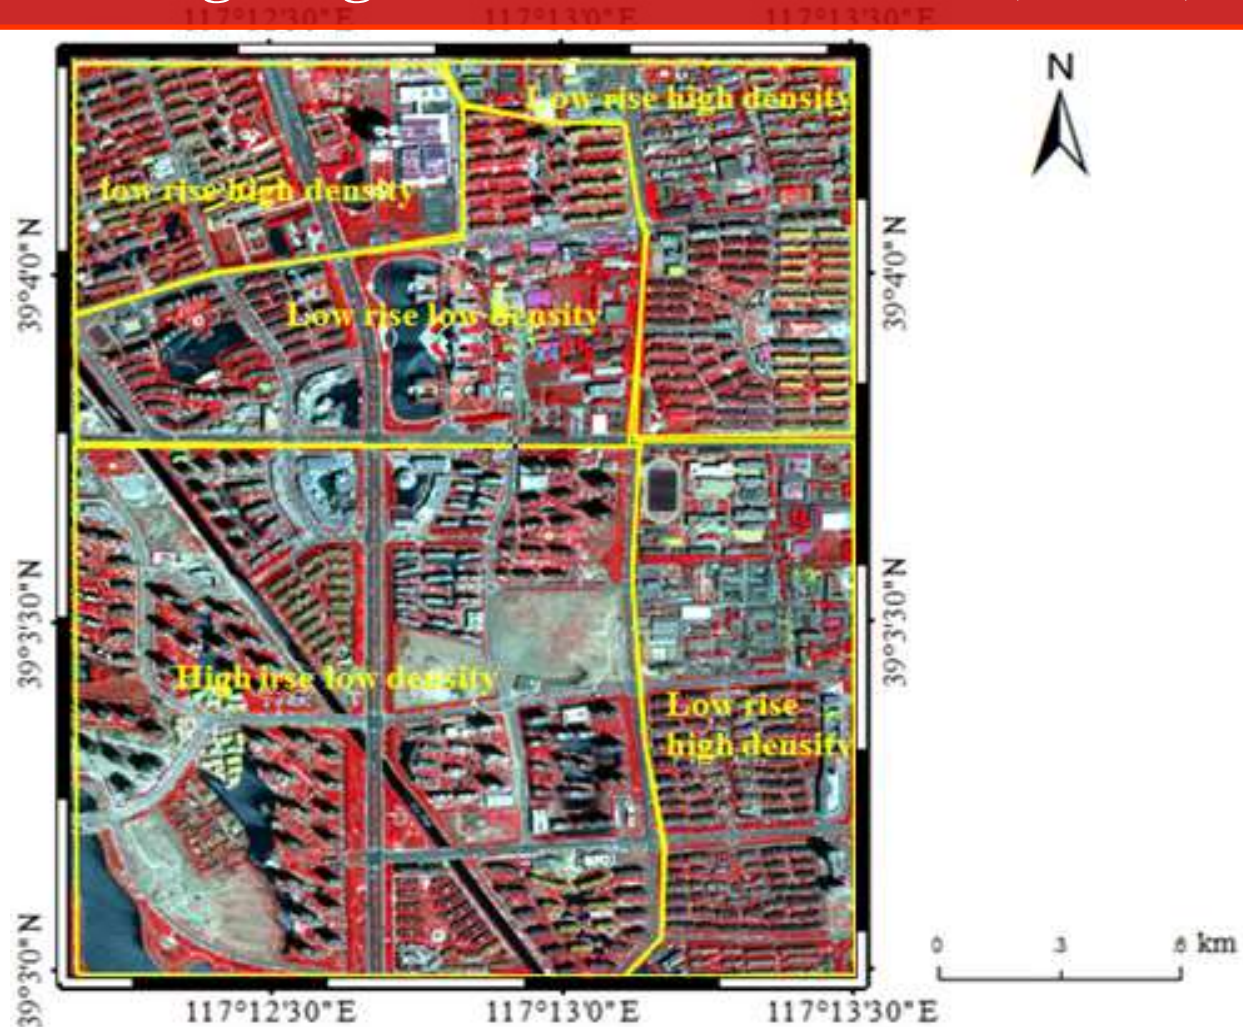 117°12'30"E 117°13'0"E 117°13'30"E
N
Low rise high density
low rise high density
39°4'0"N 39°4'0"N
Low rise low density
39°3'30"N 39°3'30"N
High irse low density
Low rise
high density
39°3'0"N
0 3 6 km
117°12'30"E 117°13'0"E 117°13'30"E